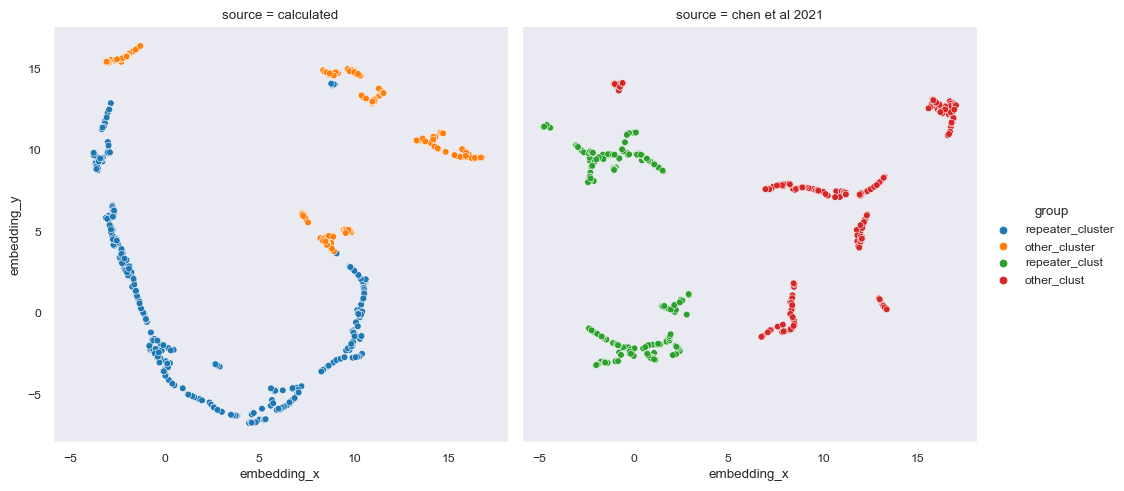 source = calculated
source = chen et al 2021
15
10
5
0
−5
embedding_y
−5
0
5
10
15
embedding_x
−5
0
5
10
15
embedding_x
group
repeater_cluster
other_cluster
repeater_clust
other_clust